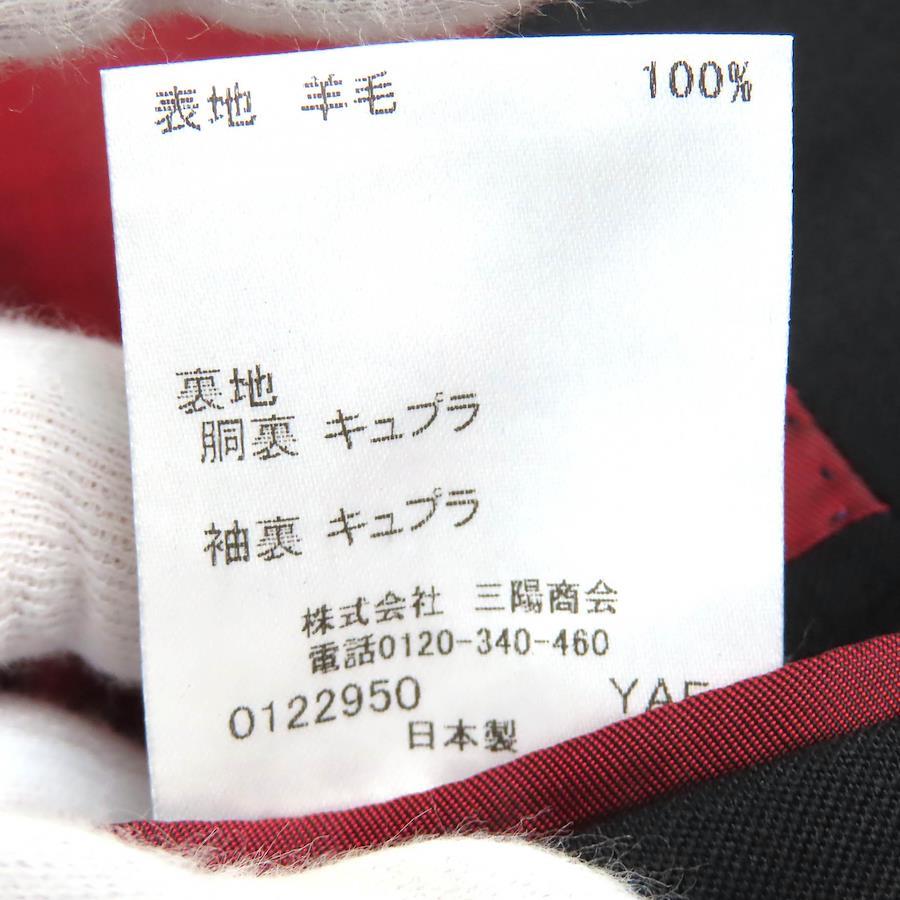 表地 羊毛 100%
裏地
胴裏 キュプラ
袖裏 キュプラ
株式会社 三陽商会
電話0120-340-460
0122950
日本製